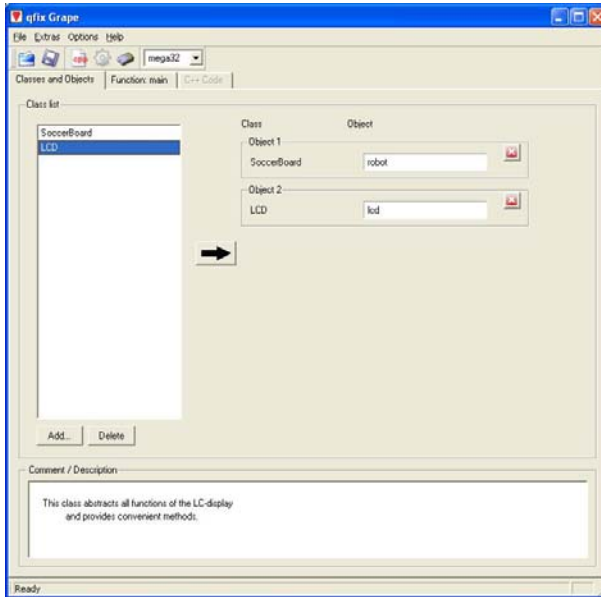 qfix Grape
File Extras Options Help
cpp mega32
Classes and Objects Function: main C++ Code
Class list
SoccerBoard
LCD
Class Object
Object 1
SoccerBoard robot
Object 2
LCD lcd
Add... Delete
Comment / Description
This class abstracts all functions of the LC-display
and provides convenient methods.
Ready